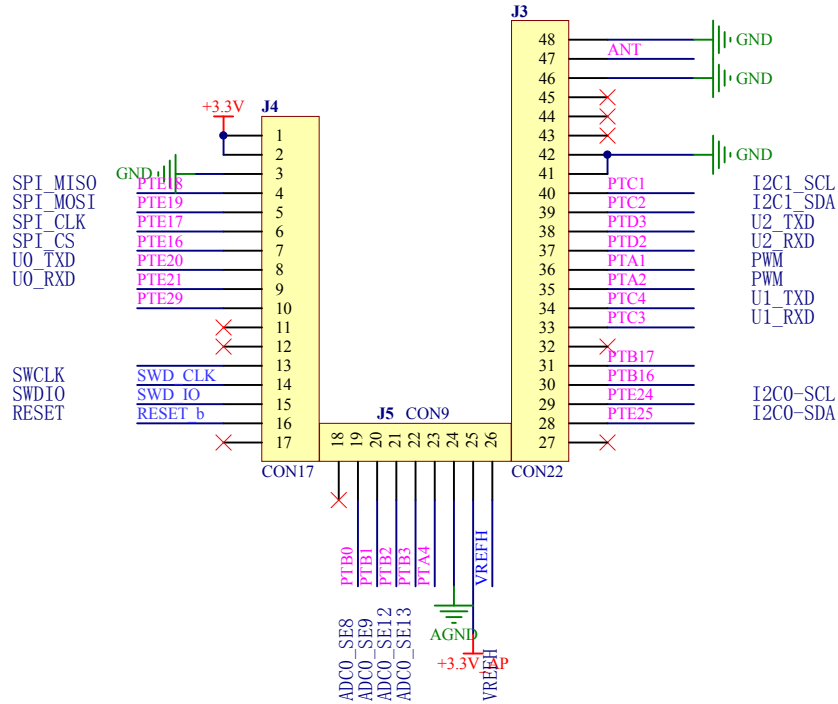 J3
48 GND
ANT
47
46 GND
45
+3.3V J4 44
1 43
2 42 GND
GND 3 41
SPI_MISO PTE18 4 40 PTC1 I2C1_SCL
SPI_MOSI PTE19 5 39 PTC2 I2C1_SDA
SPI_CLK PTE17 6 38 PTD3 U2_TXD
SPI_CS PTE16 7 37 PTD2 U2_RXD
U0_TXD PTE20 8 36 PTA1 PWM
U0_RXD PTE21 9 35 PTA2 PWM
PTE29 10 34 PTC4 U1_TXD
11 33 PTC3 U1_RXD
12 32
13 31 PTB17
SWCLK SWD_CLK 14 30 PTB16
SWDIO SWD_IO 15 29 PTE24 I2C0-SCL
RESET RESET_b 16 28 PTE25 I2C0-SDA
J5 CON9
17 18 19 20 21 22 23 24 25 26 27
CON17 CON22
PTB0 PTB1 PTB2 PTB3 PTA4 VREFH
AGND
ADC0_SE8 ADC0_SE9 ADC0_SE12 ADC0_SE13
+3.3V_AP
VREFH